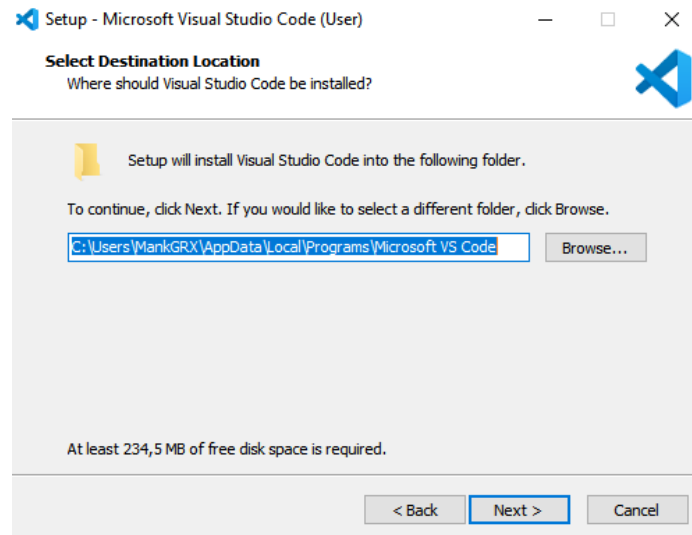 Setup - Microsoft Visual Studio Code (User)
Select Destination Location
Where should Visual Studio Code be installed?
Setup will install Visual Studio Code into the following folder.
To continue, click Next. If you would like to select a different folder, click Browse.
C:\Users\MankGRX\AppData\Local\Programs\Microsoft VS Code
Browse...
At least 234,5 MB of free disk space is required.
< Back
Next >
Cancel